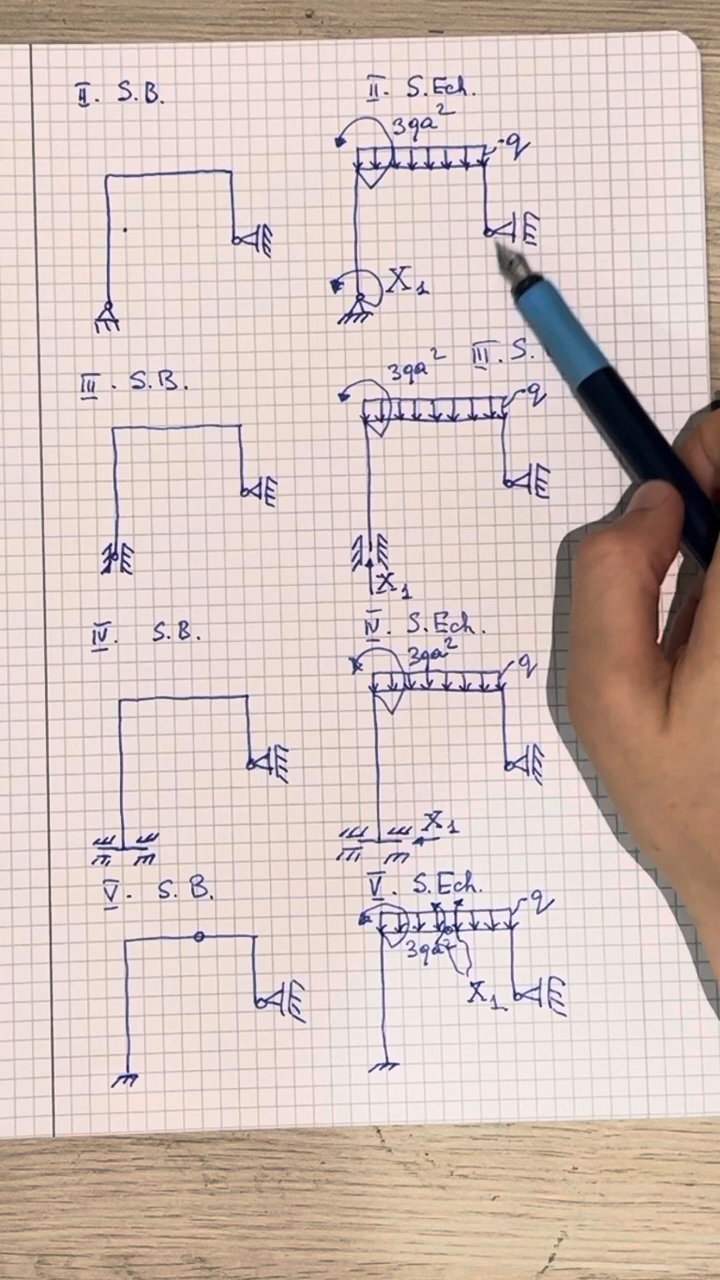 II. S.B.
II. S.Ech.
3qa²
q
X₁
III. S.B.
III. S.
3qa²
q
X₁
IV. S.B.
IV. S.Ech.
3qa²
q
X₁
V. S.B.
V. S.Ech.
q
3qa²
X₁